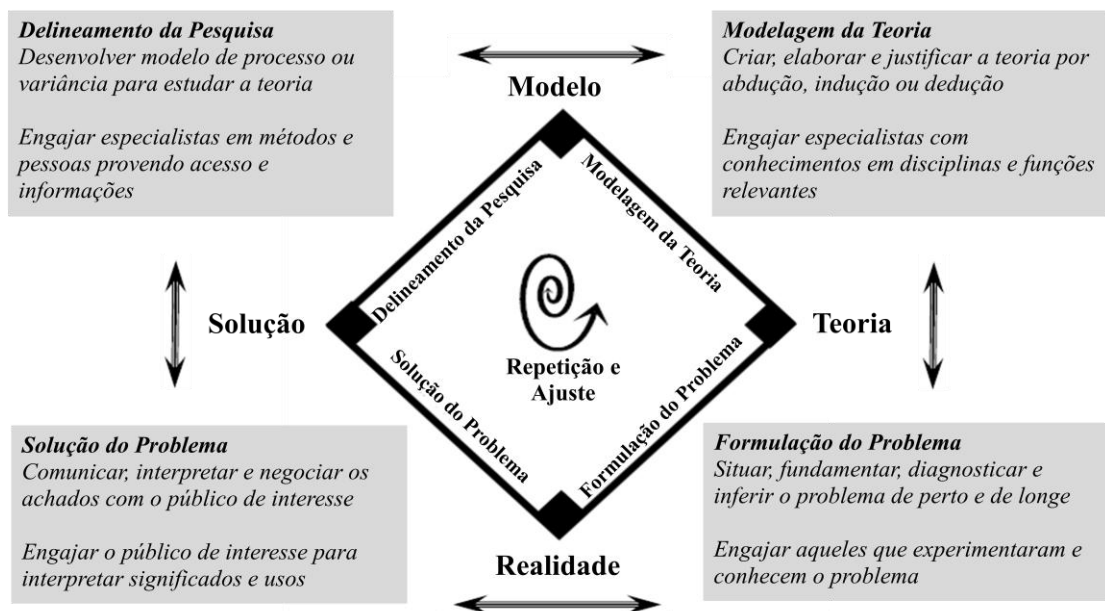 Delineamento da Pesquisa
Desenvolver modelo de processo ou
variância para estudar a teoria
Engajar especialistas em métodos e
pessoas provendo acesso e
informações
Modelagem da Teoria
Criar, elaborar e justificar a teoria por
abdução, indução ou dedução
Engajar especialistas com
conhecimentos em disciplinas e funções
relevantes
Modelo
Delineamento da Pesquisa
Modelagem da Teoria
Solução
Teoria
Repetição e
Ajuste
Solução do Problema
Formulação do Problema
Realidade
Solução do Problema
Comunicar, interpretar e negociar os
achados com o público de interesse
Engajar o público de interesse para
interpretar significados e usos
Formulação do Problema
Situar, fundamentar, diagnosticar e
inferir o problema de perto e de longe
Engajar aqueles que experimentaram e
conhecem o problema